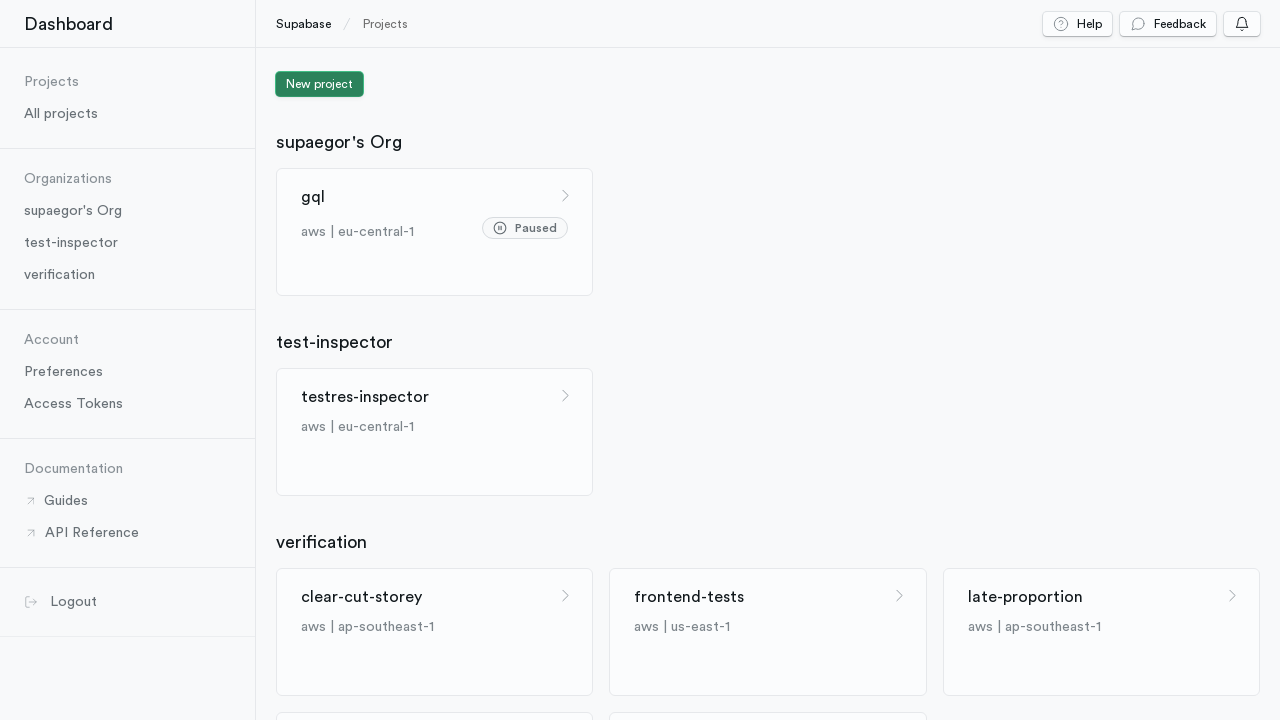 Dashboard
Projects
All projects
Organizations
supaegor's Org
test-inspector
verification
Account
Preferences
Access Tokens
Documentation
Guides
API Reference
Logout
Supabase / Projects
Help
Feedback
New project
supaegor's Org
gql
aws | eu-central-1
Paused
test-inspector
testres-inspector
aws | eu-central-1
verification
clear-cut-storey
aws | ap-southeast-1
frontend-tests
aws | us-east-1
late-proportion
aws | ap-southeast-1